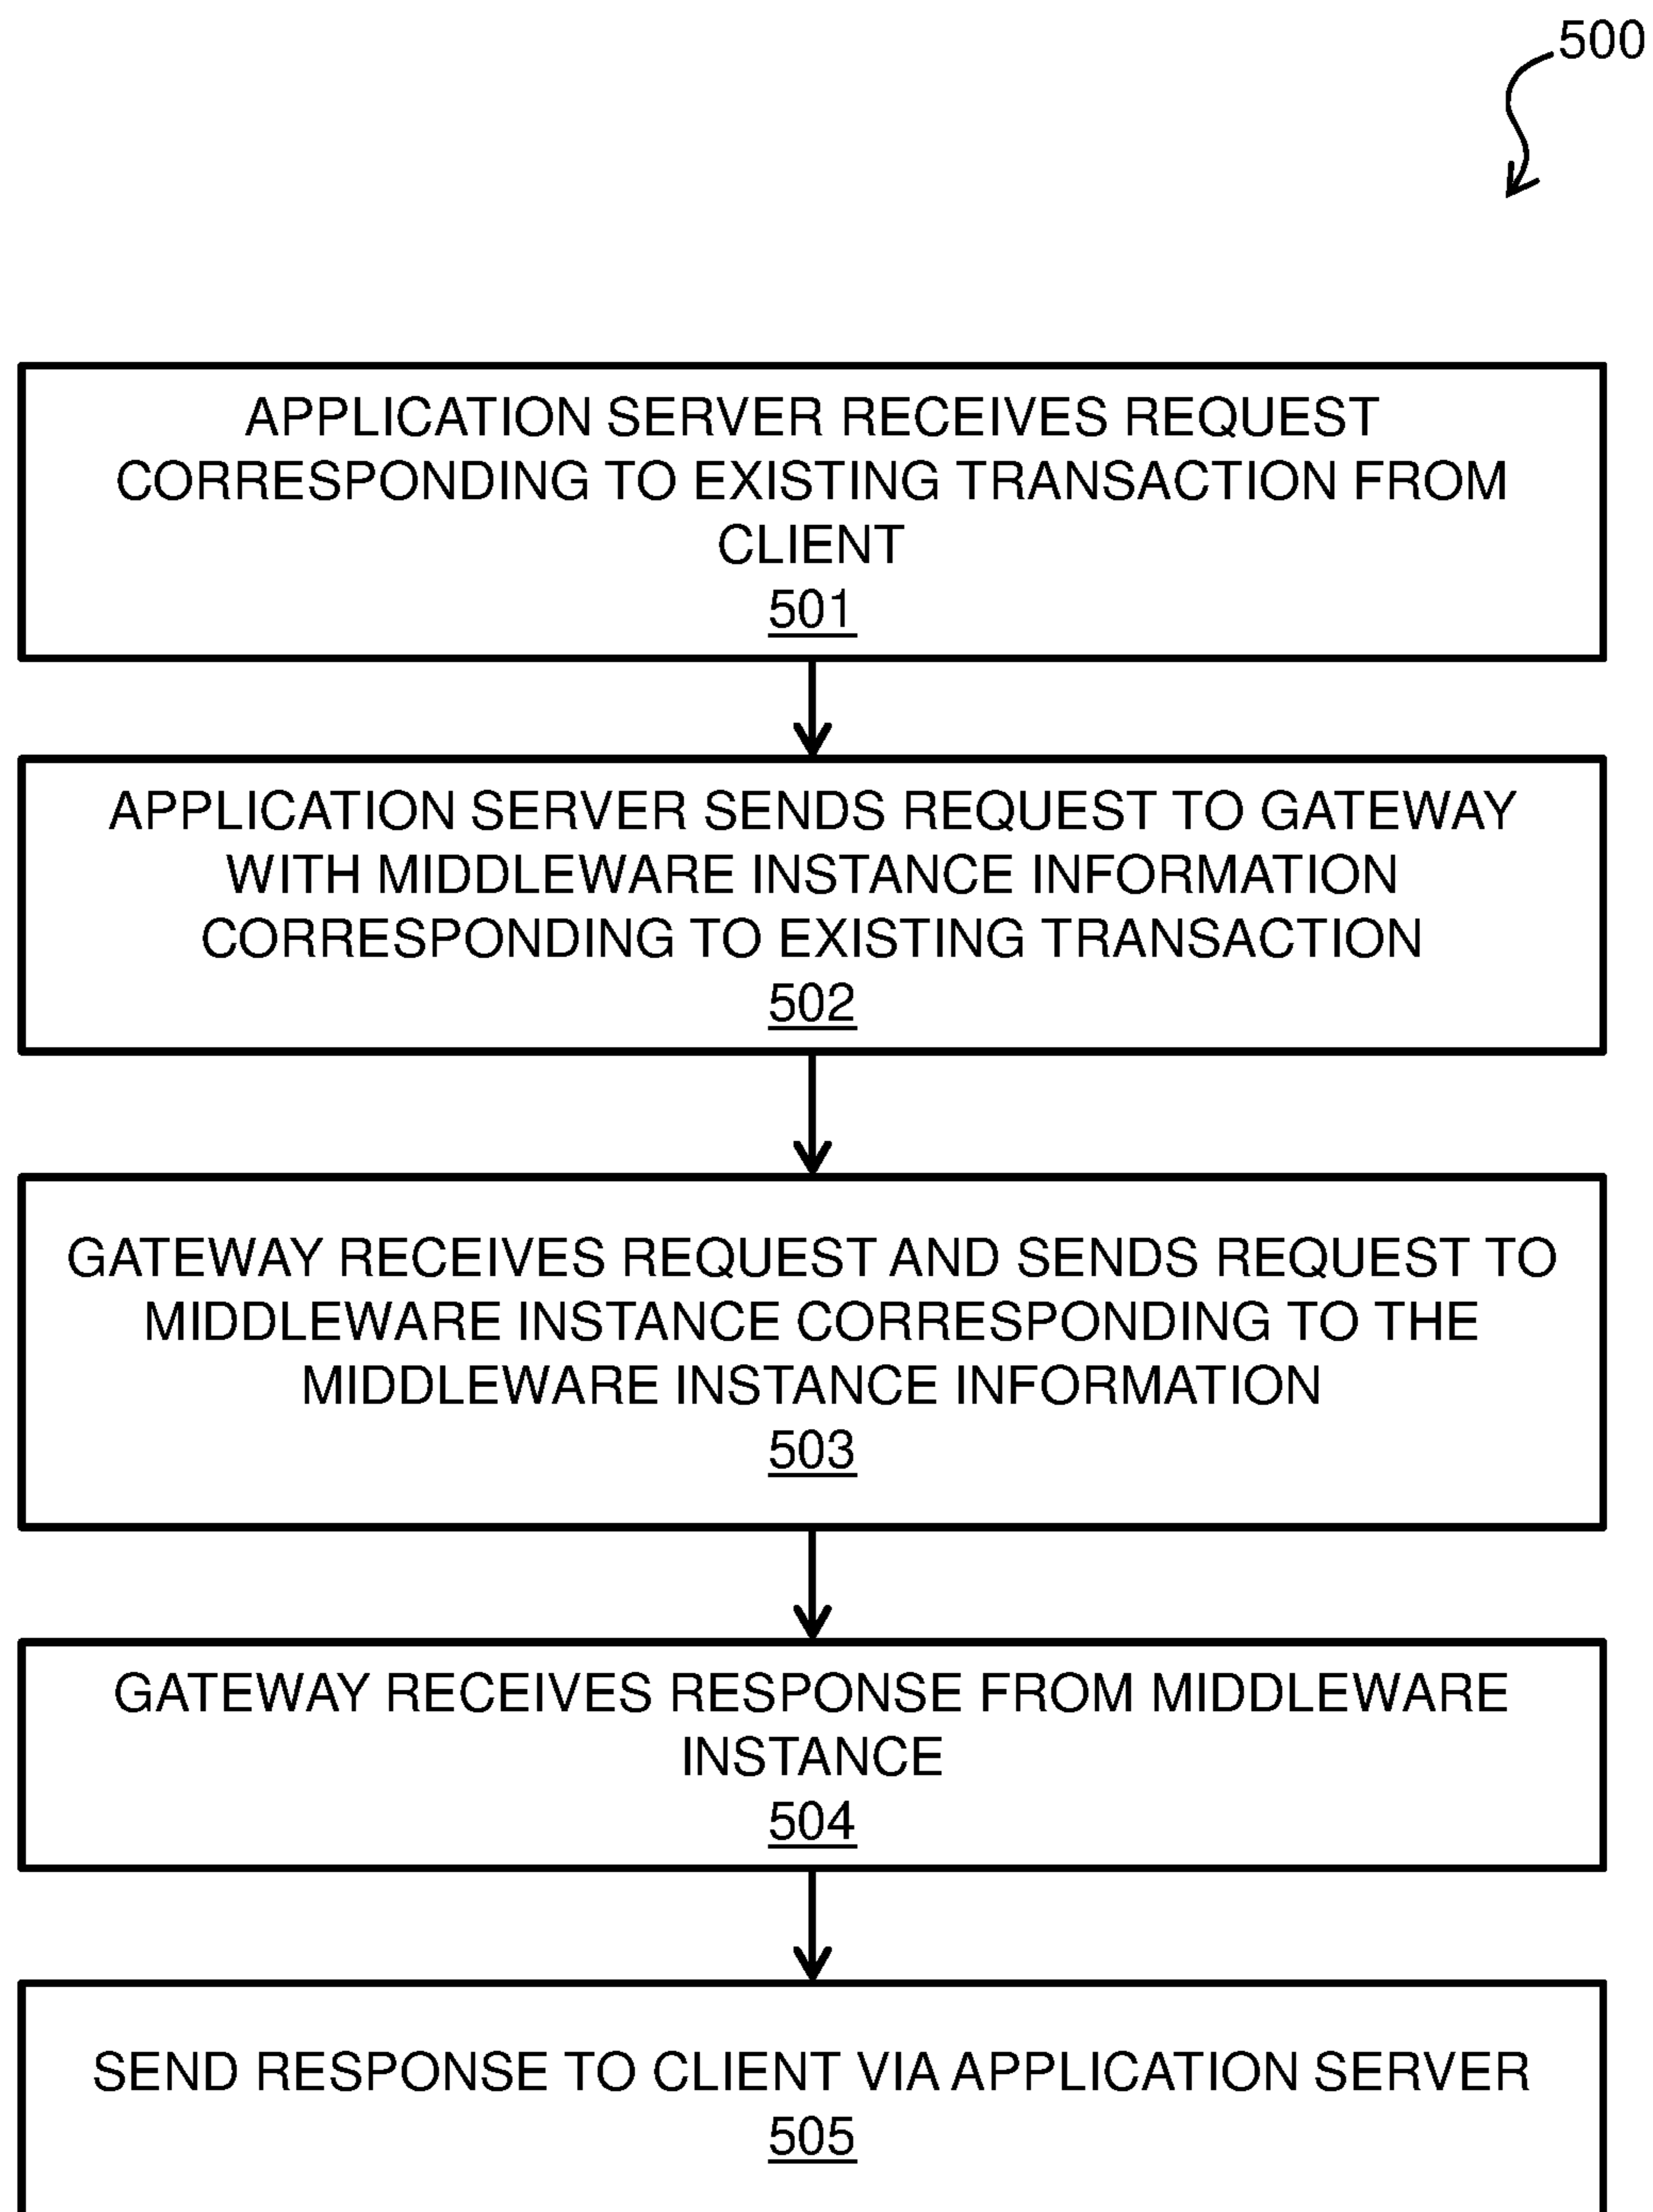 500
APPLICATION SERVER RECEIVES REQUEST
CORRESPONDING TO EXISTING TRANSACTION FROM
CLIENT
501
APPLICATION SERVER SENDS REQUEST TO GATEWAY
WITH MIDDLEWARE INSTANCE INFORMATION
CORRESPONDING TO EXISTING TRANSACTION
502
GATEWAY RECEIVES REQUEST AND SENDS REQUEST TO
MIDDLEWARE INSTANCE CORRESPONDING TO THE
MIDDLEWARE INSTANCE INFORMATION
503
GATEWAY RECEIVES RESPONSE FROM MIDDLEWARE
INSTANCE
504
SEND RESPONSE TO CLIENT VIA APPLICATION SERVER
505